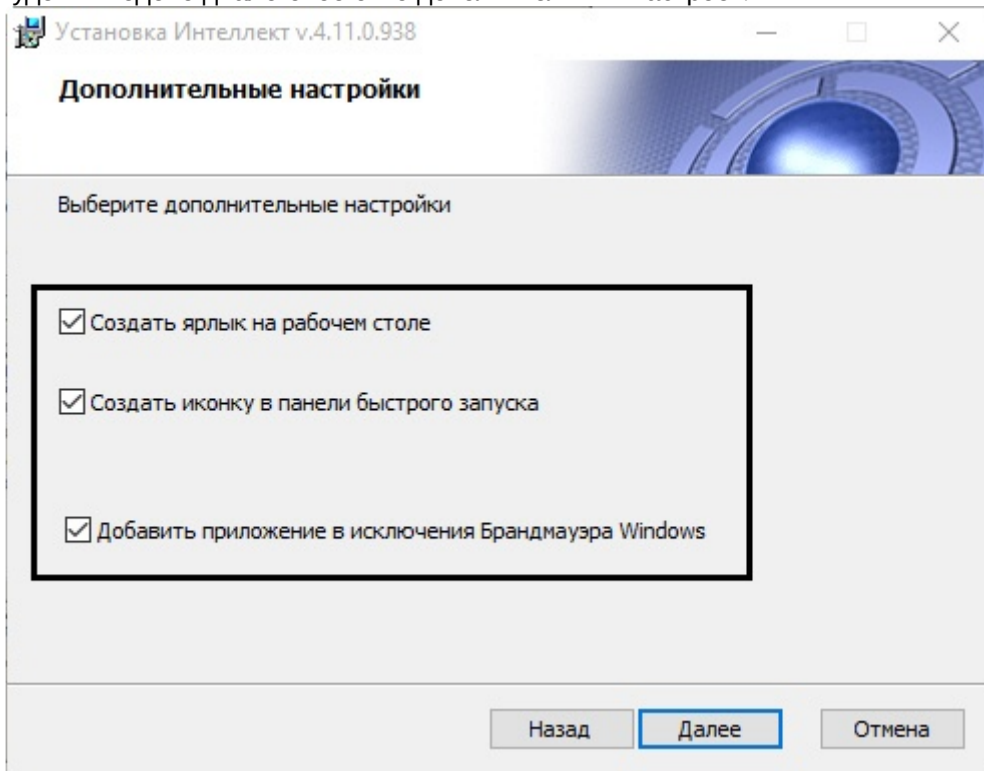 Установка Интеллект v.4.11.0.938
Дополнительные настройки
Выберите дополнительные настройки
Создать ярлык на рабочем столе
Создать иконку в панели быстрого запуска
Добавить приложение в исключения Брандмауэра Windows
Назад Далее Отмена